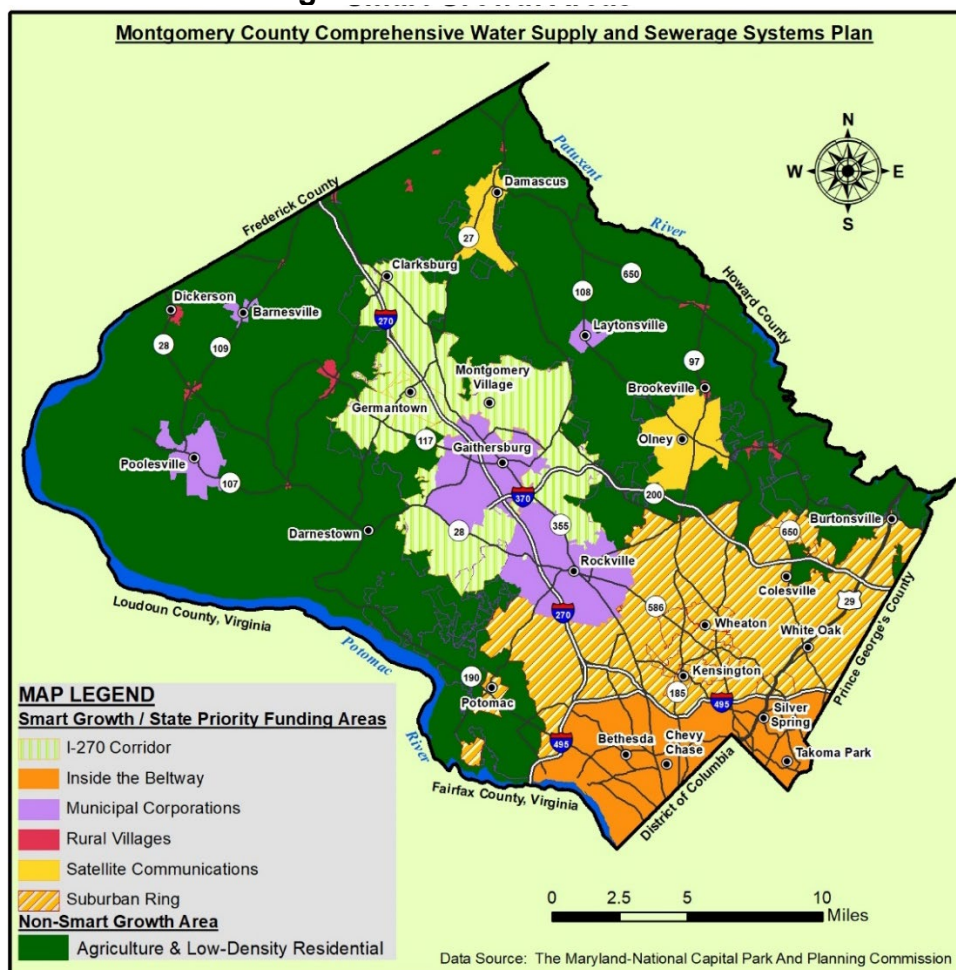 Montgomery County Comprehensive Water Supply and Sewerage Systems Plan
N
W
E
S
Patuxent
River
Frederick County
Howard County
Damascus
27
Clarksburg
650
108
Dickerson
Barnesville
270
Laytonsville
28
109
97
Montgomery
Village
Brookeville
Germantown
117
Olney
Gaithersburg
Poolesville
107
370
200
Burtonsville
28
355
650
Darnestown
Rockville
Colesville
29
586
270
Wheaton
White Oak
Loudoun County, Virginia
Potomac
River
Prince George's County
190
Potomac
Kensington
185
495
Silver
Spring
495
Bethesda
Chevy
Chase
Takoma Park
Fairfax County, Virginia
District of Columbia
MAP LEGEND
Smart Growth / State Priority Funding Areas
I-270 Corridor
Inside the Beltway
Municipal Corporations
Rural Villages
Satellite Communications
Suburban Ring
Non-Smart Growth Area
Agriculture & Low-Density Residential
0 2.5 5 10
Miles
Data Source: The Maryland-National Capital Park And Planning Commission